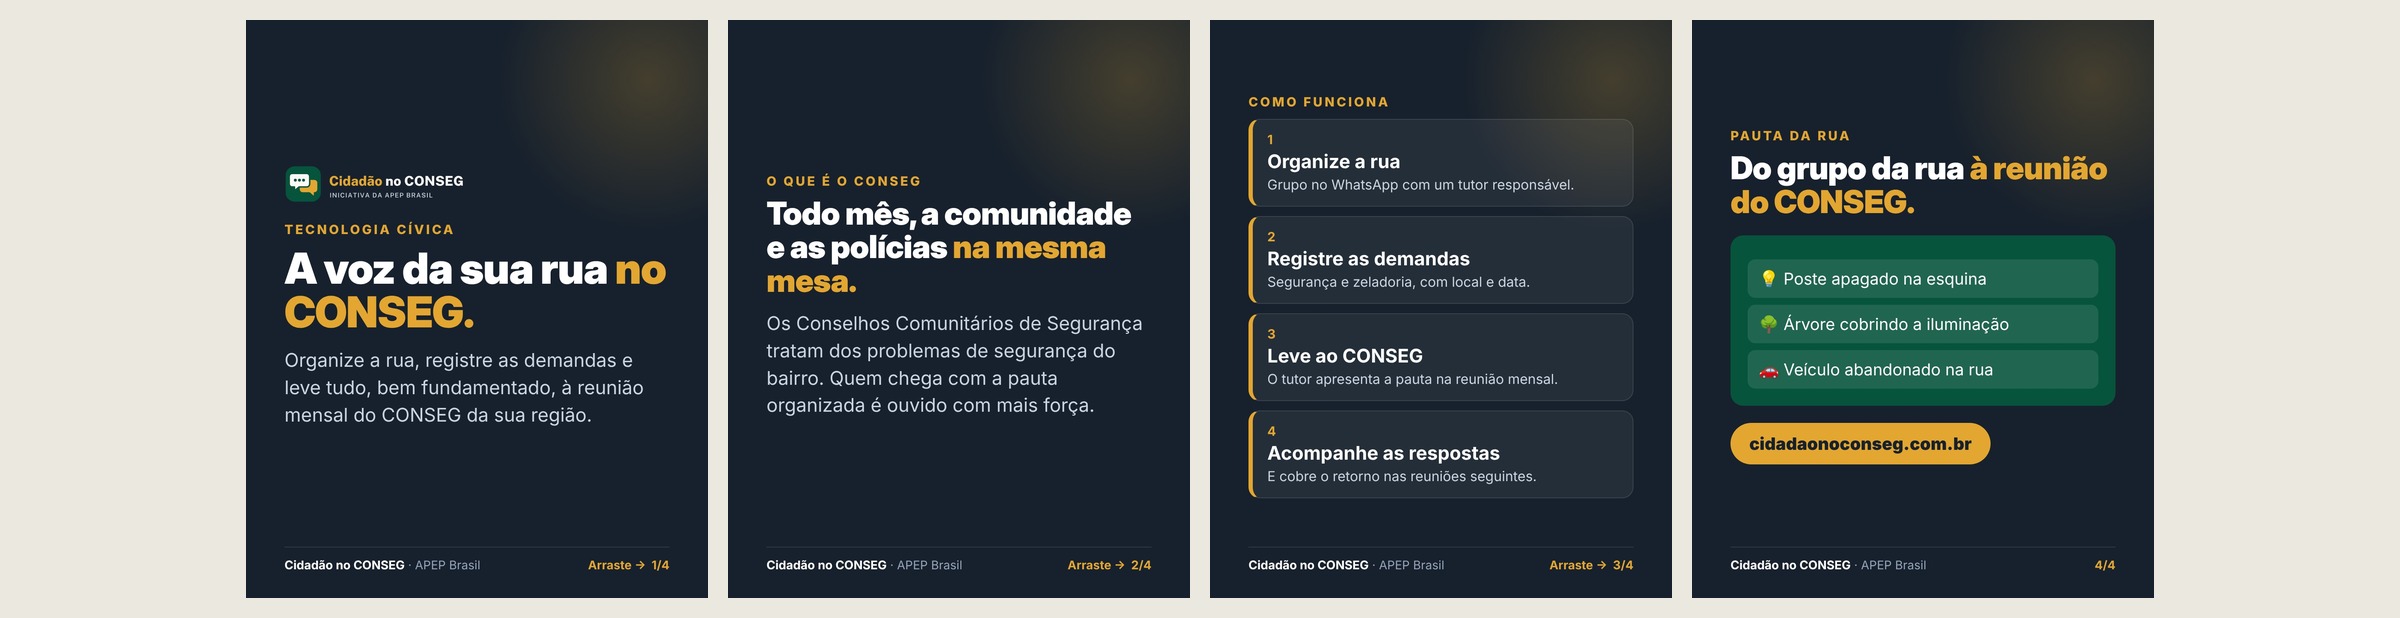 Cidadão no CONSEG
INICIATIVA DA APEP BRASIL
TECNOLOGIA CÍVICA
A voz da sua rua no
CONSEG.
Organize a rua, registre as demandas e
leve tudo, bem fundamentado, à reunião
mensal do CONSEG da sua região.
Cidadão no CONSEG · APEP Brasil
Arraste → 1/4
O QUE É O CONSEG
Todo mês, a comunidade
e as polícias na mesma
mesa.
Os Conselhos Comunitários de Segurança
tratam dos problemas de segurança do
bairro. Quem chega com a pauta
organizada é ouvido com mais força.
Cidadão no CONSEG · APEP Brasil
Arraste → 2/4
COMO FUNCIONA
1
Organize a rua
Grupo no WhatsApp com um tutor responsável.
2
Registre as demandas
Segurança e zeladoria, com local e data.
3
Leve ao CONSEG
O tutor apresenta a pauta na reunião mensal.
4
Acompanhe as respostas
E cobre o retorno nas reuniões seguintes.
Cidadão no CONSEG · APEP Brasil
Arraste → 3/4
PAUTA DA RUA
Do grupo da rua à reunião
do CONSEG.
💡 Poste apagado na esquina
🌳 Árvore cobrindo a iluminação
🚗 Veículo abandonado na rua
cidadaonoconseg.com.br
Cidadão no CONSEG · APEP Brasil
4/4